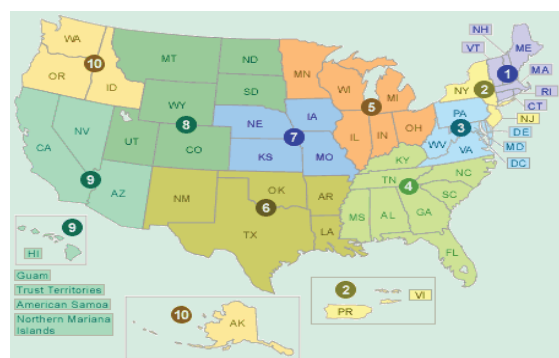 WA
MT
ND
MN
NH
ME
VT
10
OR
ID
WI
MI
NY
2
1
MA
RI
CT
NJ
SD
WY
8
5
IA
NE
7
PA
3
DE
MD
DC
NV
UT
CO
IL
IN
OH
WV
VA
CA
KS
MO
KY
9
AZ
NM
OK
AR
TN
4
NC
SC
6
TX
LA
MS
AL
GA
FL
9
HI
Guam
Trust Territories
American Samoa
Northern Mariana
Islands
10
AK
2
PR
VI